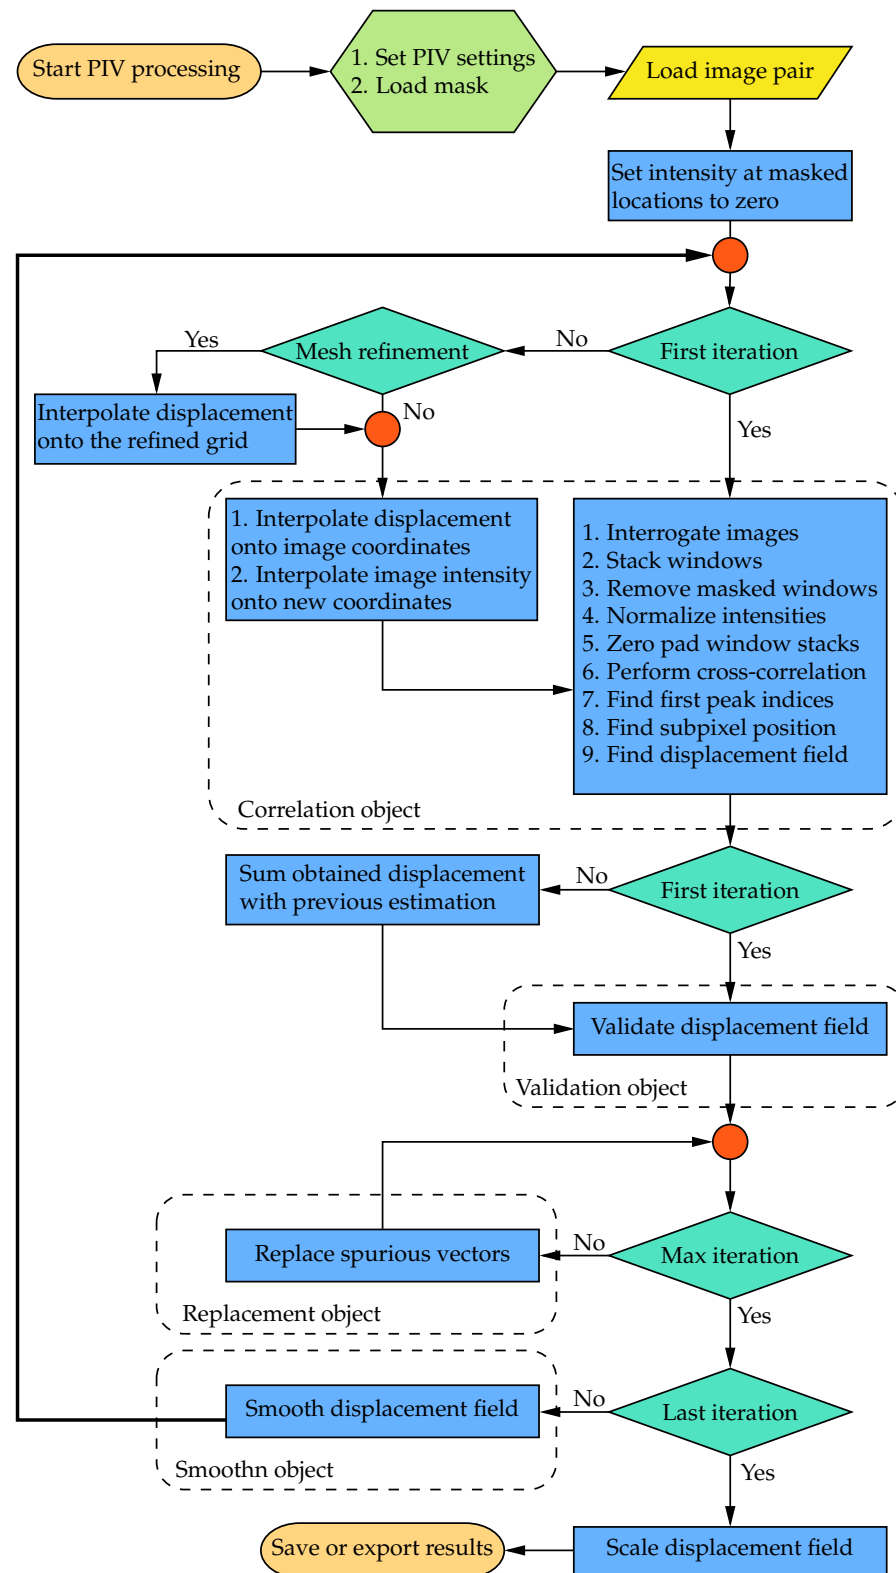 Start PIV processing
1. Set PIV settings
2. Load mask
Load image pair
Set intensity at masked
locations to zero
First iteration
No
Mesh refinement
Yes
Interpolate displacement
onto the refined grid
No
Yes
1. Interpolate displacement
onto image coordinates
2. Interpolate image intensity
onto new coordinates
1. Interrogate images
2. Stack windows
3. Remove masked windows
4. Normalize intensities
5. Zero pad window stacks
6. Perform cross-correlation
7. Find first peak indices
8. Find subpixel position
9. Find displacement field
Correlation object
First iteration
No
Sum obtained displacement
with previous estimation
Yes
Validate displacement field
Validation object
Max iteration
No
Replace spurious vectors
Replacement object
Yes
Last iteration
No
Smooth displacement field
Smoothn object
Yes
Scale displacement field
Save or export results